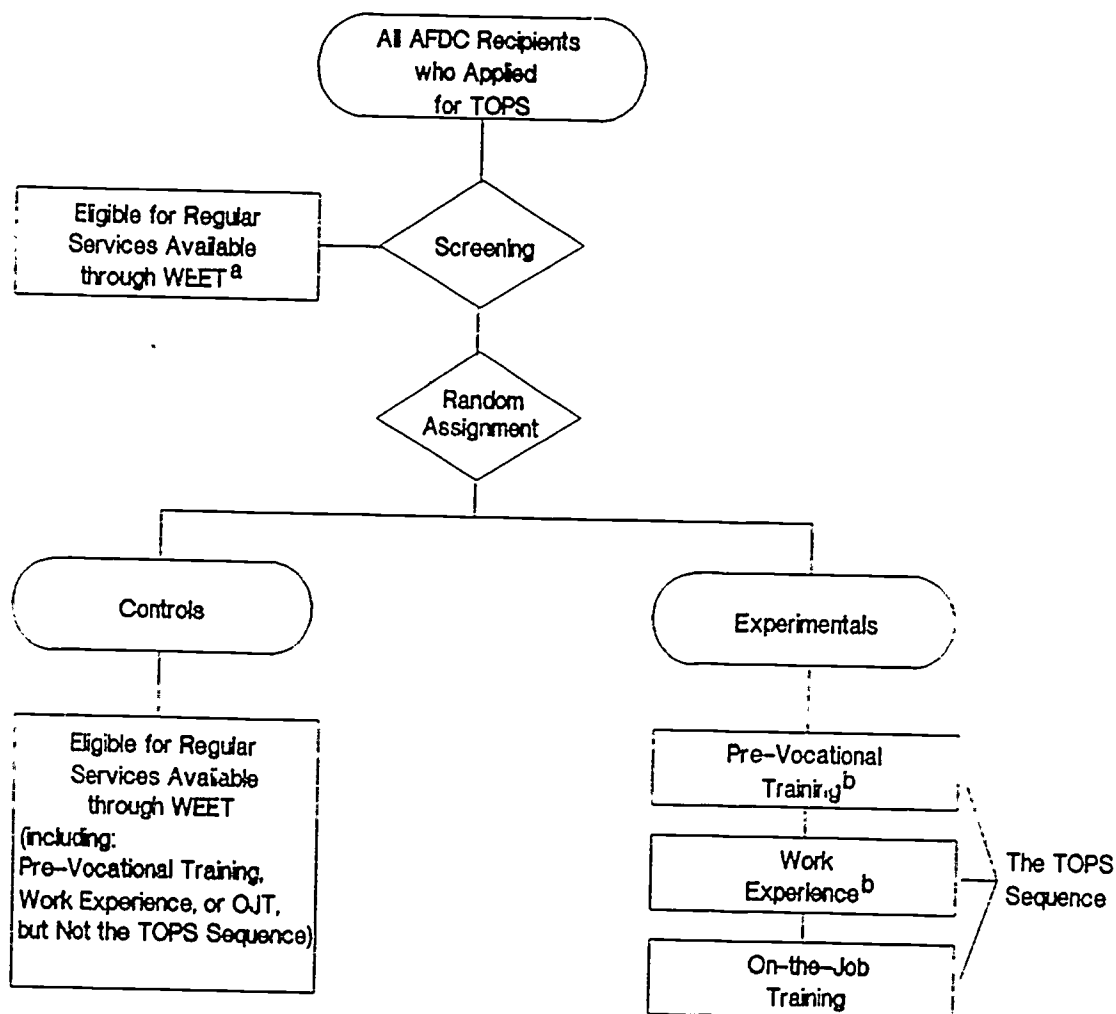 All AFDC Recipients
who Applied
for TOPS
Eligible for Regular
Services Available
through WEET a
Screening
Random
Assignment
Controls
Experimentals
Eligible for Regular
Services Available
through WEET
(including:
Pre-Vocational Training,
Work Experience, or OJT,
but Not the TOPS Sequence)
Pre-Vocational
Training b
Work
Experience b
On-the-Job
Training
The TOPS
Sequence